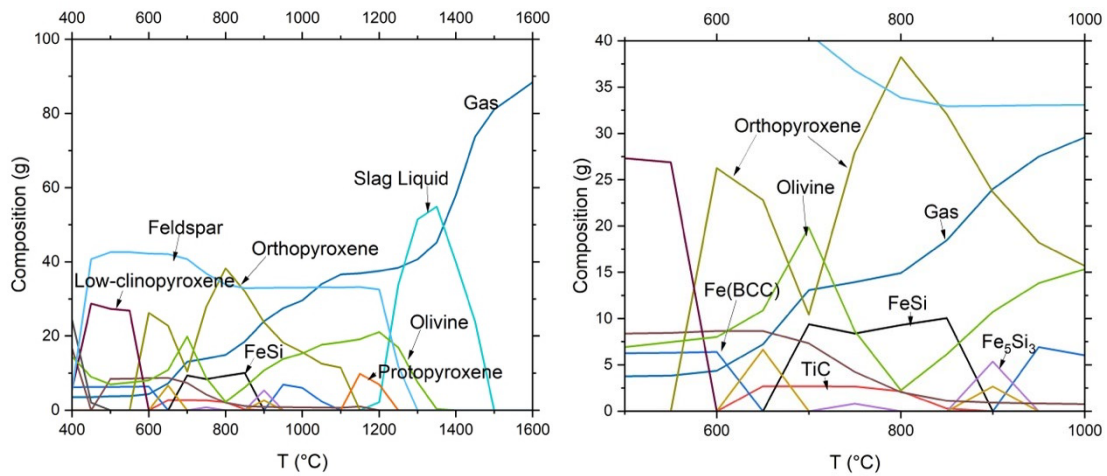 400 600 800 1000 1200 1400 1600
100
80
60
40
20
0
Composition (g)
Gas
Slag Liquid
Feldspar
Orthopyroxene
Low-clinopyroxene
Olivine
FeSi
Protopyroxene
400 600 800 1000 1200 1400 1600
T (°C)
600 800 1000
40
35
30
25
20
15
10
5
0
Composition (g)
Orthopyroxene
Olivine
Gas
Fe(BCC)
FeSi
Fe5Si3
TiC
600 800 1000
T (°C)